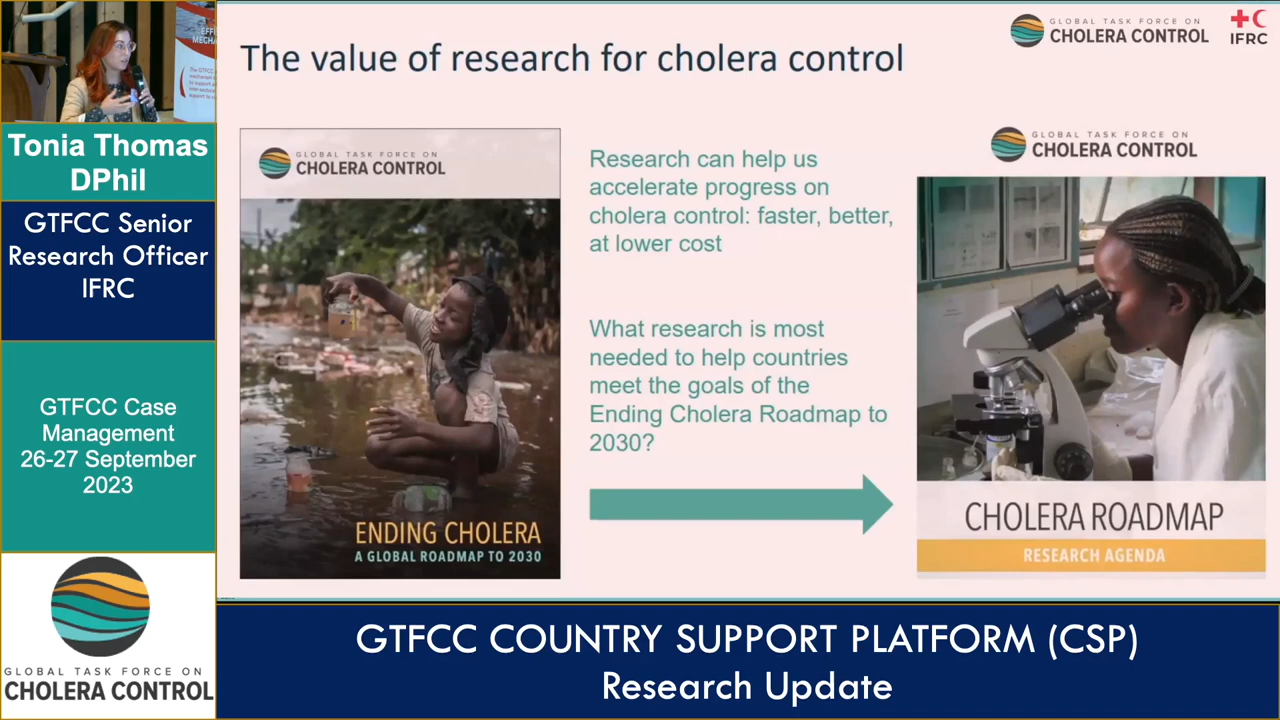 EFFE
MECHA
The GTFCC
Tonia Thomas
DPhil
GTFCC Senior
Research Officer
IFRC
GTFCC Case
Management
26-27 September
2023
GLOBAL TASK FORCE ON
CHOLERA CONTROL
The value of research for cholera control
GLOBAL TASK FORCE ON
CHOLERA CONTROL
IFRC
GLOBAL TASK FORCE ON
CHOLERA CONTROL
ENDING CHOLERA
A GLOBAL ROADMAP TO 2030
Research can help us
accelerate progress on
cholera control: faster, better,
at lower cost
What research is most
needed to help countries
meet the goals of the
Ending Cholera Roadmap to
2030?
GLOBAL TASK FORCE ON
CHOLERA CONTROL
CHOLERA ROADMAP
RESEARCH AGENDA
GTFCC COUNTRY SUPPORT PLATFORM (CSP)
Research Update